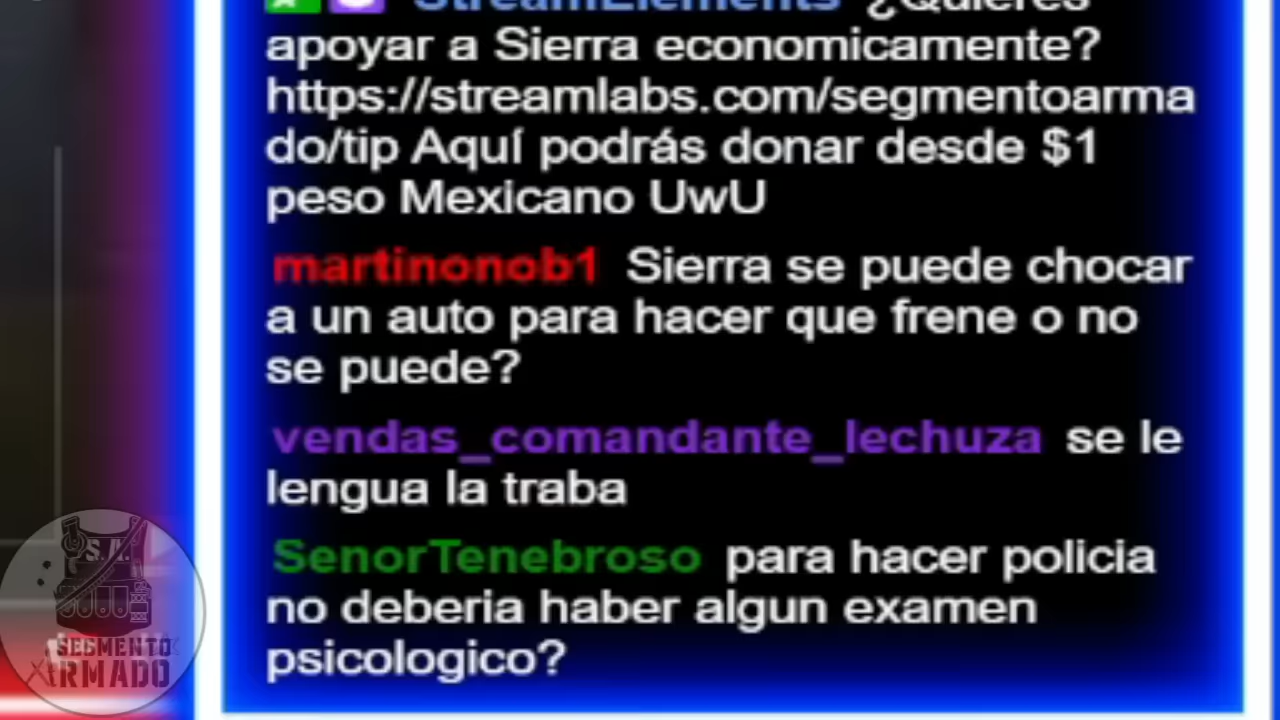 StreamElements ¿Quieres
apoyar a Sierra economicamente?
https://streamlabs.com/segmentoarma
do/tip Aquí podrás donar desde $1
peso Mexicano UwU
martinonob1 Sierra se puede chocar
a un auto para hacer que frene o no
se puede?
vendas_comandante_lechuza se le
lengua la traba
SenorTenebroso para hacer policia
no deberia haber algun examen
psicologico?
S.A.
SEGMENTO
ARMADO